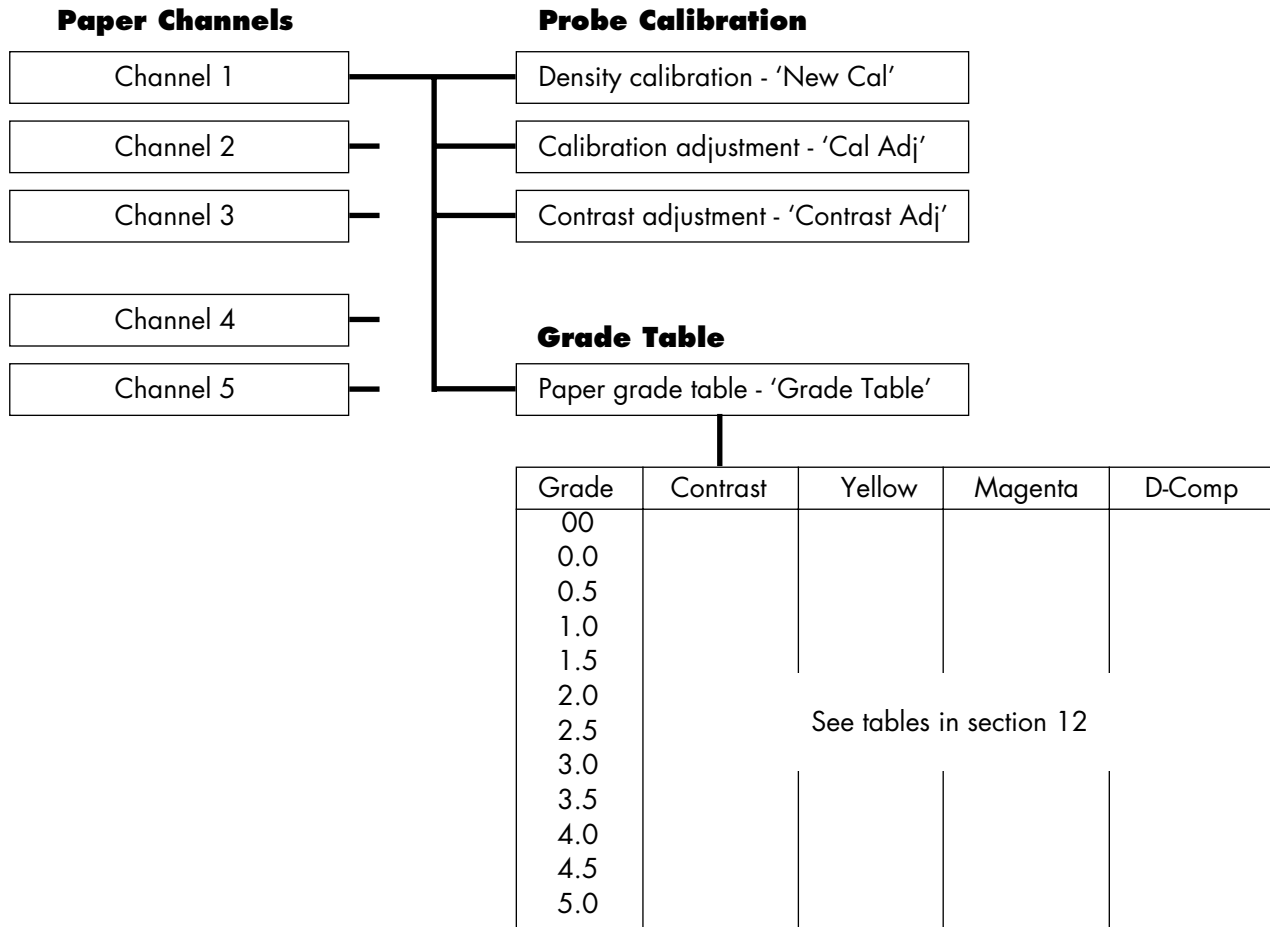 Paper Channels
Channel 1
Channel 2
Channel 3
Channel 4
Channel 5
Probe Calibration
Density calibration - ‘New Cal’
Calibration adjustment - ‘Cal Adj’
Contrast adjustment - ‘Contrast Adj’
Grade Table
Paper grade table - ‘Grade Table’
Grade Contrast Yellow Magenta D-Comp
00
0.0
0.5
1.0
1.5
2.0
2.5
3.0
3.5
4.0
4.5
5.0
See tables in section 12